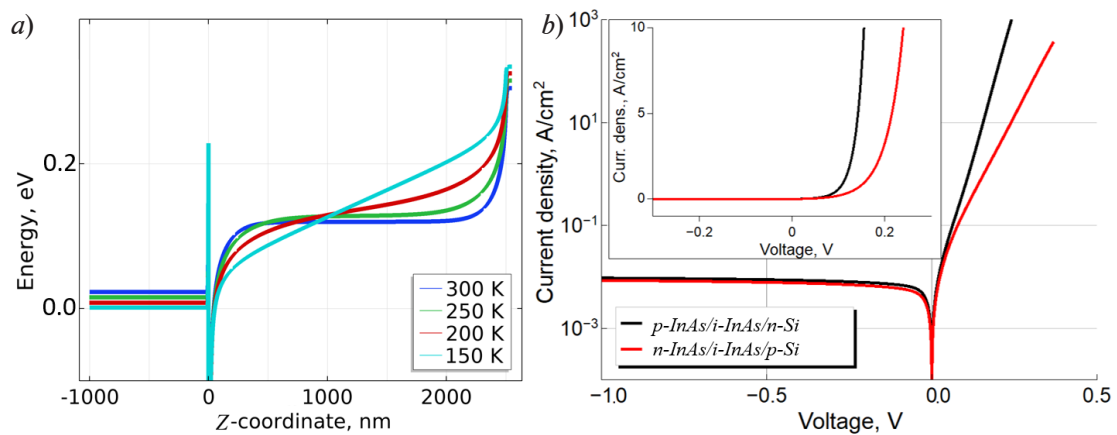 a)
Energy, eV
0.2
0.0
300 K
250 K
200 K
150 K
-1000
0
1000
2000
Z-coordinate, nm
b)
Current density, A/cm²
10³
10¹
10⁻¹
10⁻³
Curr. dens., A/cm²
10
5
0
−0.2
0
0.2
Voltage, V
p-InAs/i-InAs/n-Si
n-InAs/i-InAs/p-Si
−1.0
−0.5
0.0
0.5
Voltage, V